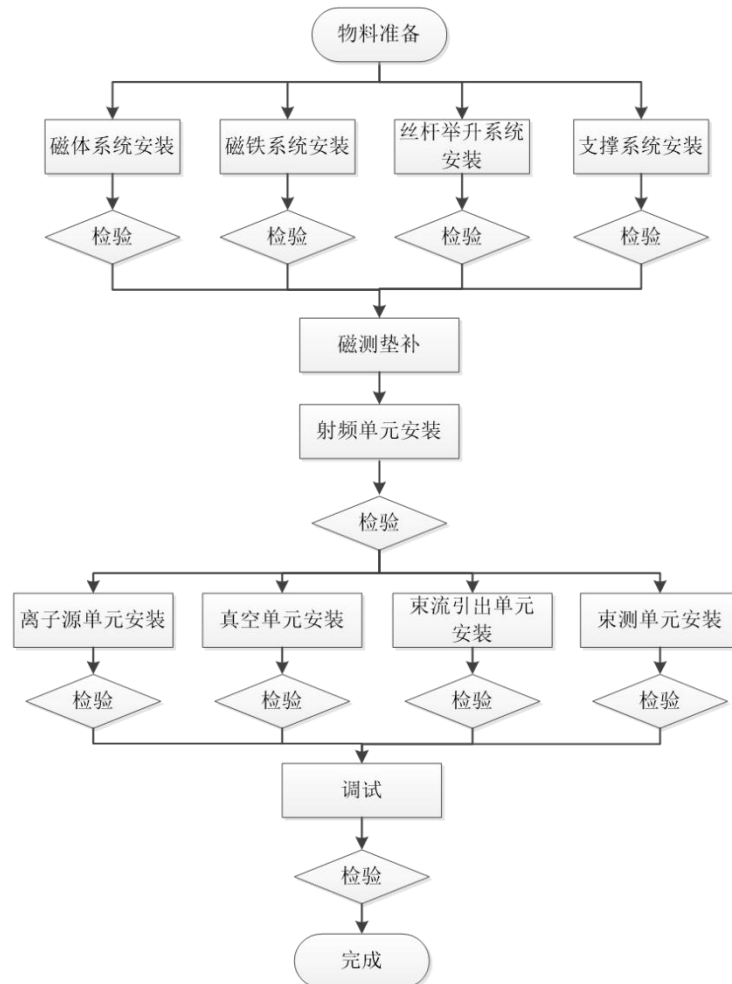 物料准备
磁体系统安装
磁铁系统安装
丝杆举升系统
安装
支撑系统安装
检验
检验
检验
检验
磁测垫补
射频单元安装
检验
离子源单元安装
真空单元安装
束流引出单元
安装
束测单元安装
检验
检验
检验
检验
调试
检验
完成